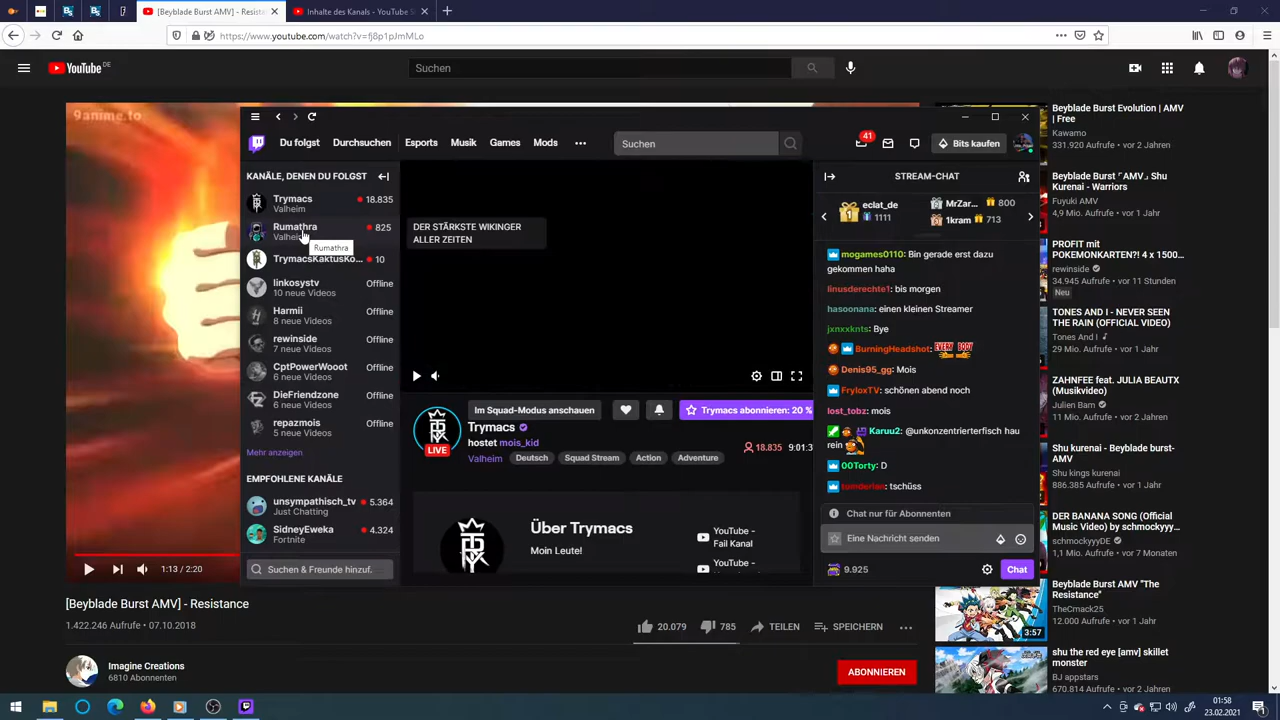 [Beyblade Burst AMV] - Resista
Inhalte des Kanals - YouTube S
https://www.youtube.com/watch?v=fj8p1pJmMLo
YouTube DE
Suchen
9anime.to
Du folgst
Durchsuchen
Esports
Musik
Games
Mods
Suchen
41
Bits kaufen
KANÄLE, DENEN DU FOLGST
Trymacs
18.835
Valheim
Rumathra
825
Valhei
Rumathra
TrymacsKaktusKo...
10
linkosystv
Offline
10 neue Videos
Harmii
Offline
8 neue Videos
rewinside
Offline
7 neue Videos
CptPowerWooot
Offline
6 neue Videos
DieFriendzone
Offline
6 neue Videos
repazmois
Offline
5 neue Videos
Mehr anzeigen
EMPFOHLENE KANÄLE
unsympathisch_tv
5.364
Just Chatting
SidneyEweka
4.324
Fortnite
Suchen & Freunde hinzuf.
DER STÄRKSTE WIKINGER
ALLER ZEITEN
Im Squad-Modus anschauen
Trymacs abonnieren: 20 %
Trymacs
hostet mois_kid
LIVE
18.835
9:01:3
Valheim
Deutsch
Squad Stream
Action
Adventure
Über Trymacs
Moin Leute!
YouTube -
Fail Kanal
YouTube -
STREAM-CHAT
1
eclat_de
1111
2
MrZar...
800
3
1kram
713
mogames0110: Bin gerade erst dazu
gekommen haha
linusderechte1: bis morgen
hasoonana: einen kleinen Streamer
jxnxxknts: Bye
BurningHeadshot: EVERY BODY
Denis95_gg: Mois
FryloxTV: schönen abend noch
lost_tobz: mois
Karuu2: @unkonzentrierterfisch hau
rein
00Torty: D
tumderian: tschüss
Chat nur für Abonnenten
Eine Nachricht senden
9.925
Chat
1:13 / 2:20
[Beyblade Burst AMV] - Resistance
1.422.246 Aufrufe • 07.10.2018
20.079
785
TEILEN
SPEICHERN
Imagine Creations
6810 Abonnenten
ABONNIEREN
Beyblade Burst Evolution | AMV
| Free
Kawamo
331.920 Aufrufe • vor 2 Jahren
Beyblade Burst「AMV」Shu
Kurenai - Warriors
Fuyuki AMV
4,9 Mio. Aufrufe • vor 2 Jahren
PROFIT mit
POKEMONKARTEN?! 4 x 1500...
rewinside
34.945 Aufrufe • vor 11 Stunden
Neu
TONES AND I - NEVER SEEN
THE RAIN (OFFICIAL VIDEO)
Tones And I
29 Mio. Aufrufe • vor 1 Jahr
ZAHNFEE feat. JULIA BEAUTX
(Musikvideo)
Julien Bam
11 Mio. Aufrufe • vor 2 Jahren
Shu kurenai - Beyblade burst-
AMV
Shu kings kurenai
886.385 Aufrufe • vor 1 Jahr
DER BANANA SONG (Official
Music Video) by schmockyyy...
schmockyyyDE
1,1 Mio. Aufrufe • vor 7 Monaten
Beyblade Burst AMV "The
Resistance"
TheCmack25
12.000 Aufrufe • vor 1 Jahr
3:57
shu the red eye [amv] skillet
monster
BJ appstars
670.814 Aufrufe • vor 2 Jahren
01:58
23.02.2021
1